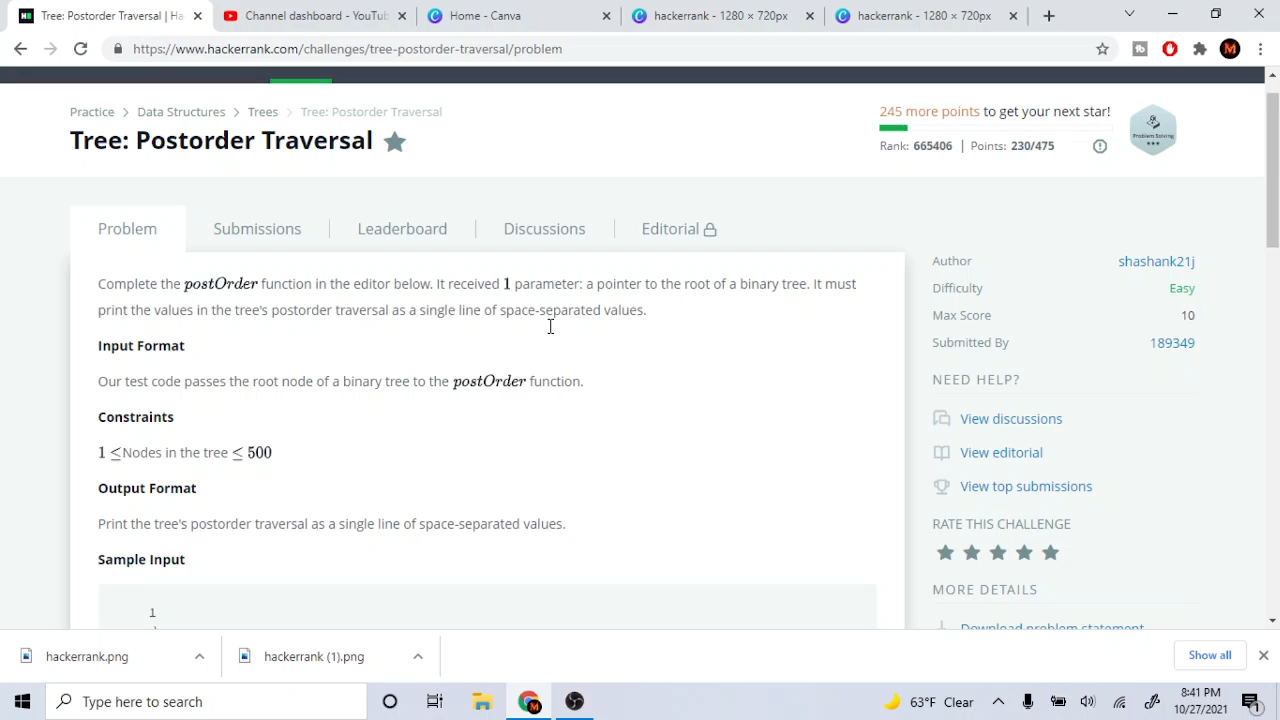 Tree: Postorder Traversal | Ha
Channel dashboard - YouTub
Home - Canva
hackerrank - 1280 × 720px
hackerrank - 1280 × 720px
https://www.hackerrank.com/challenges/tree-postorder-traversal/problem
Practice > Data Structures > Trees > Tree: Postorder Traversal
Tree: Postorder Traversal
245 more points to get your next star!
Rank: 665406 | Points: 230/475
Problem Solving
Problem
Submissions
Leaderboard
Discussions
Editorial
Complete the postOrder function in the editor below. It received 1 parameter: a pointer to the root of a binary tree. It must
print the values in the tree's postorder traversal as a single line of space-separated values.
Input Format
Our test code passes the root node of a binary tree to the postOrder function.
Constraints
1 ≤ Nodes in the tree ≤ 500
Output Format
Print the tree's postorder traversal as a single line of space-separated values.
Sample Input
1
\
Author shashank21j
Difficulty Easy
Max Score 10
Submitted By 189349
NEED HELP?
View discussions
View editorial
View top submissions
RATE THIS CHALLENGE
MORE DETAILS
Download problem statement
hackerrank.png
hackerrank (1).png
Show all
Type here to search
63°F Clear
8:41 PM
10/27/2021